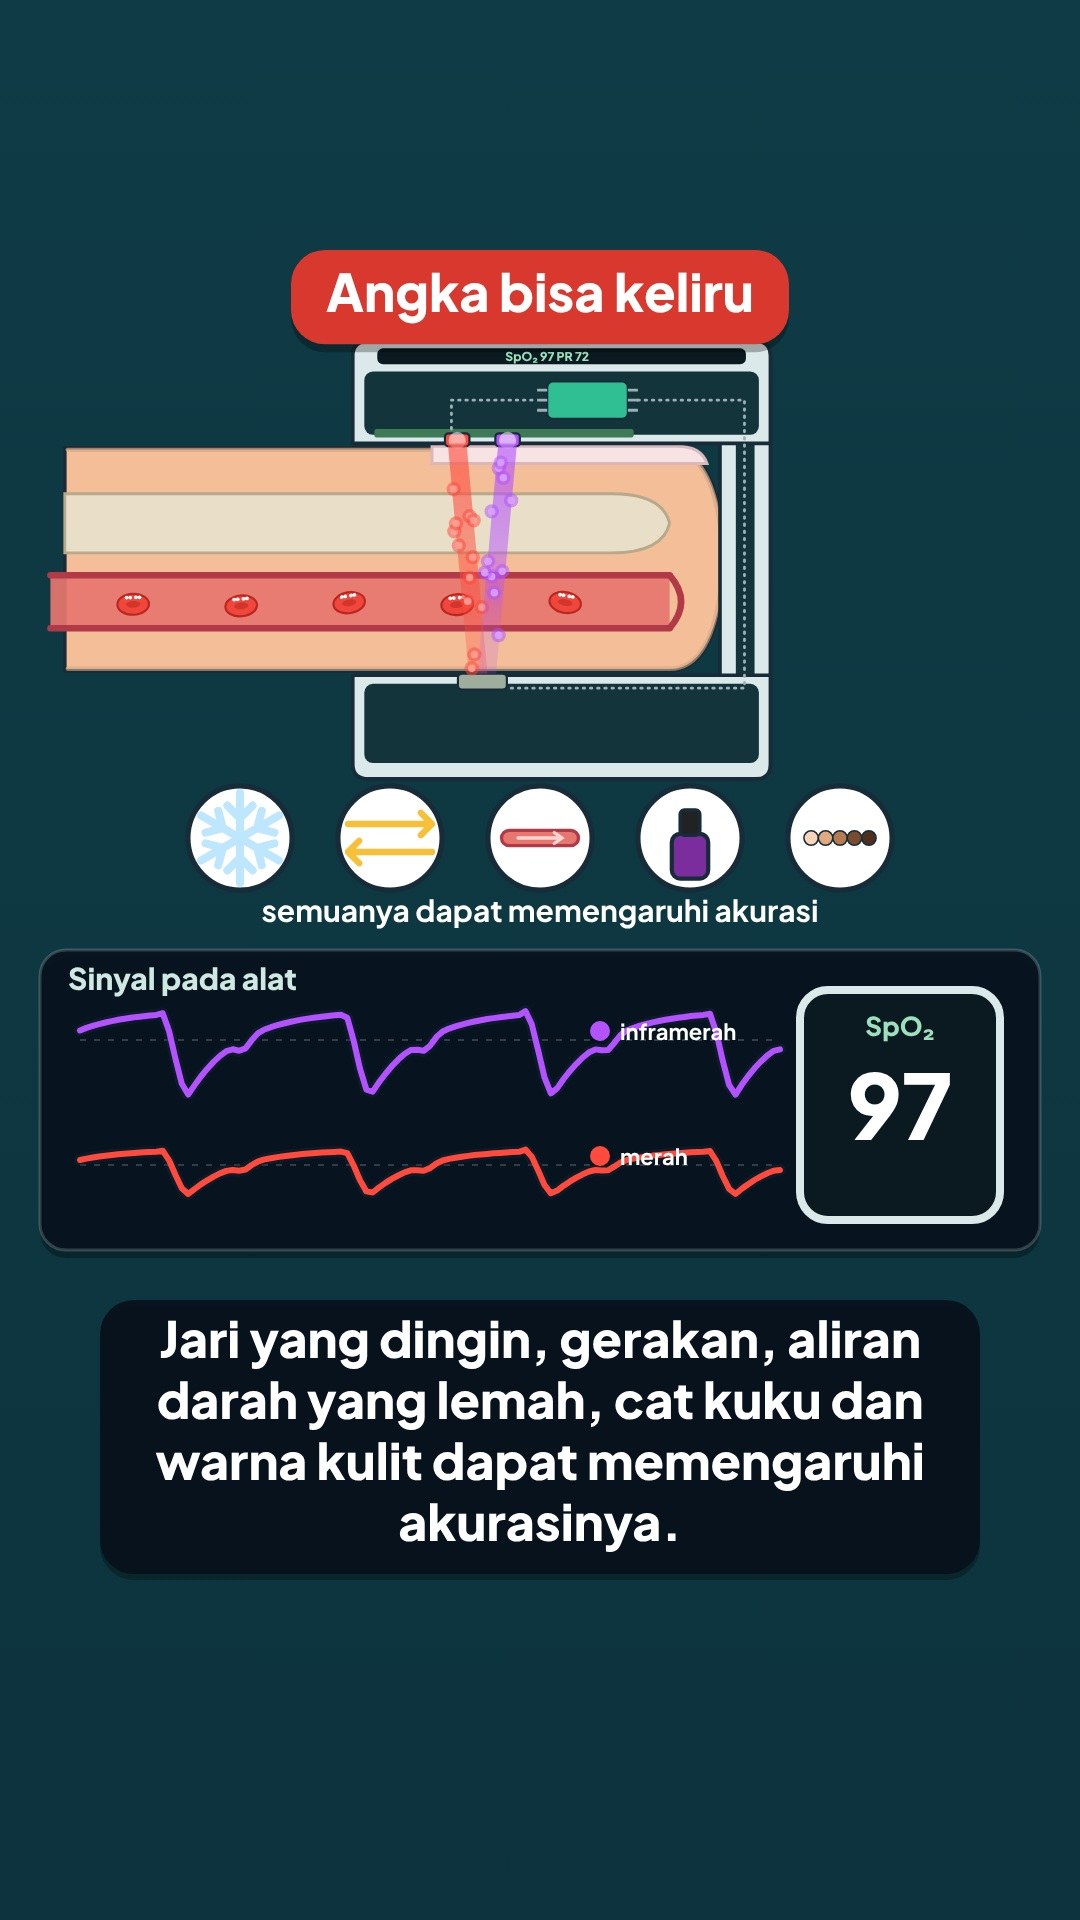 Angka bisa keliru
SpO₂ 97 PR 72
semuanya dapat memengaruhi akurasi
Sinyal pada alat
inframerah
merah
SpO₂
97
Jari yang dingin, gerakan, aliran
darah yang lemah, cat kuku dan
warna kulit dapat memengaruhi
akurasinya.